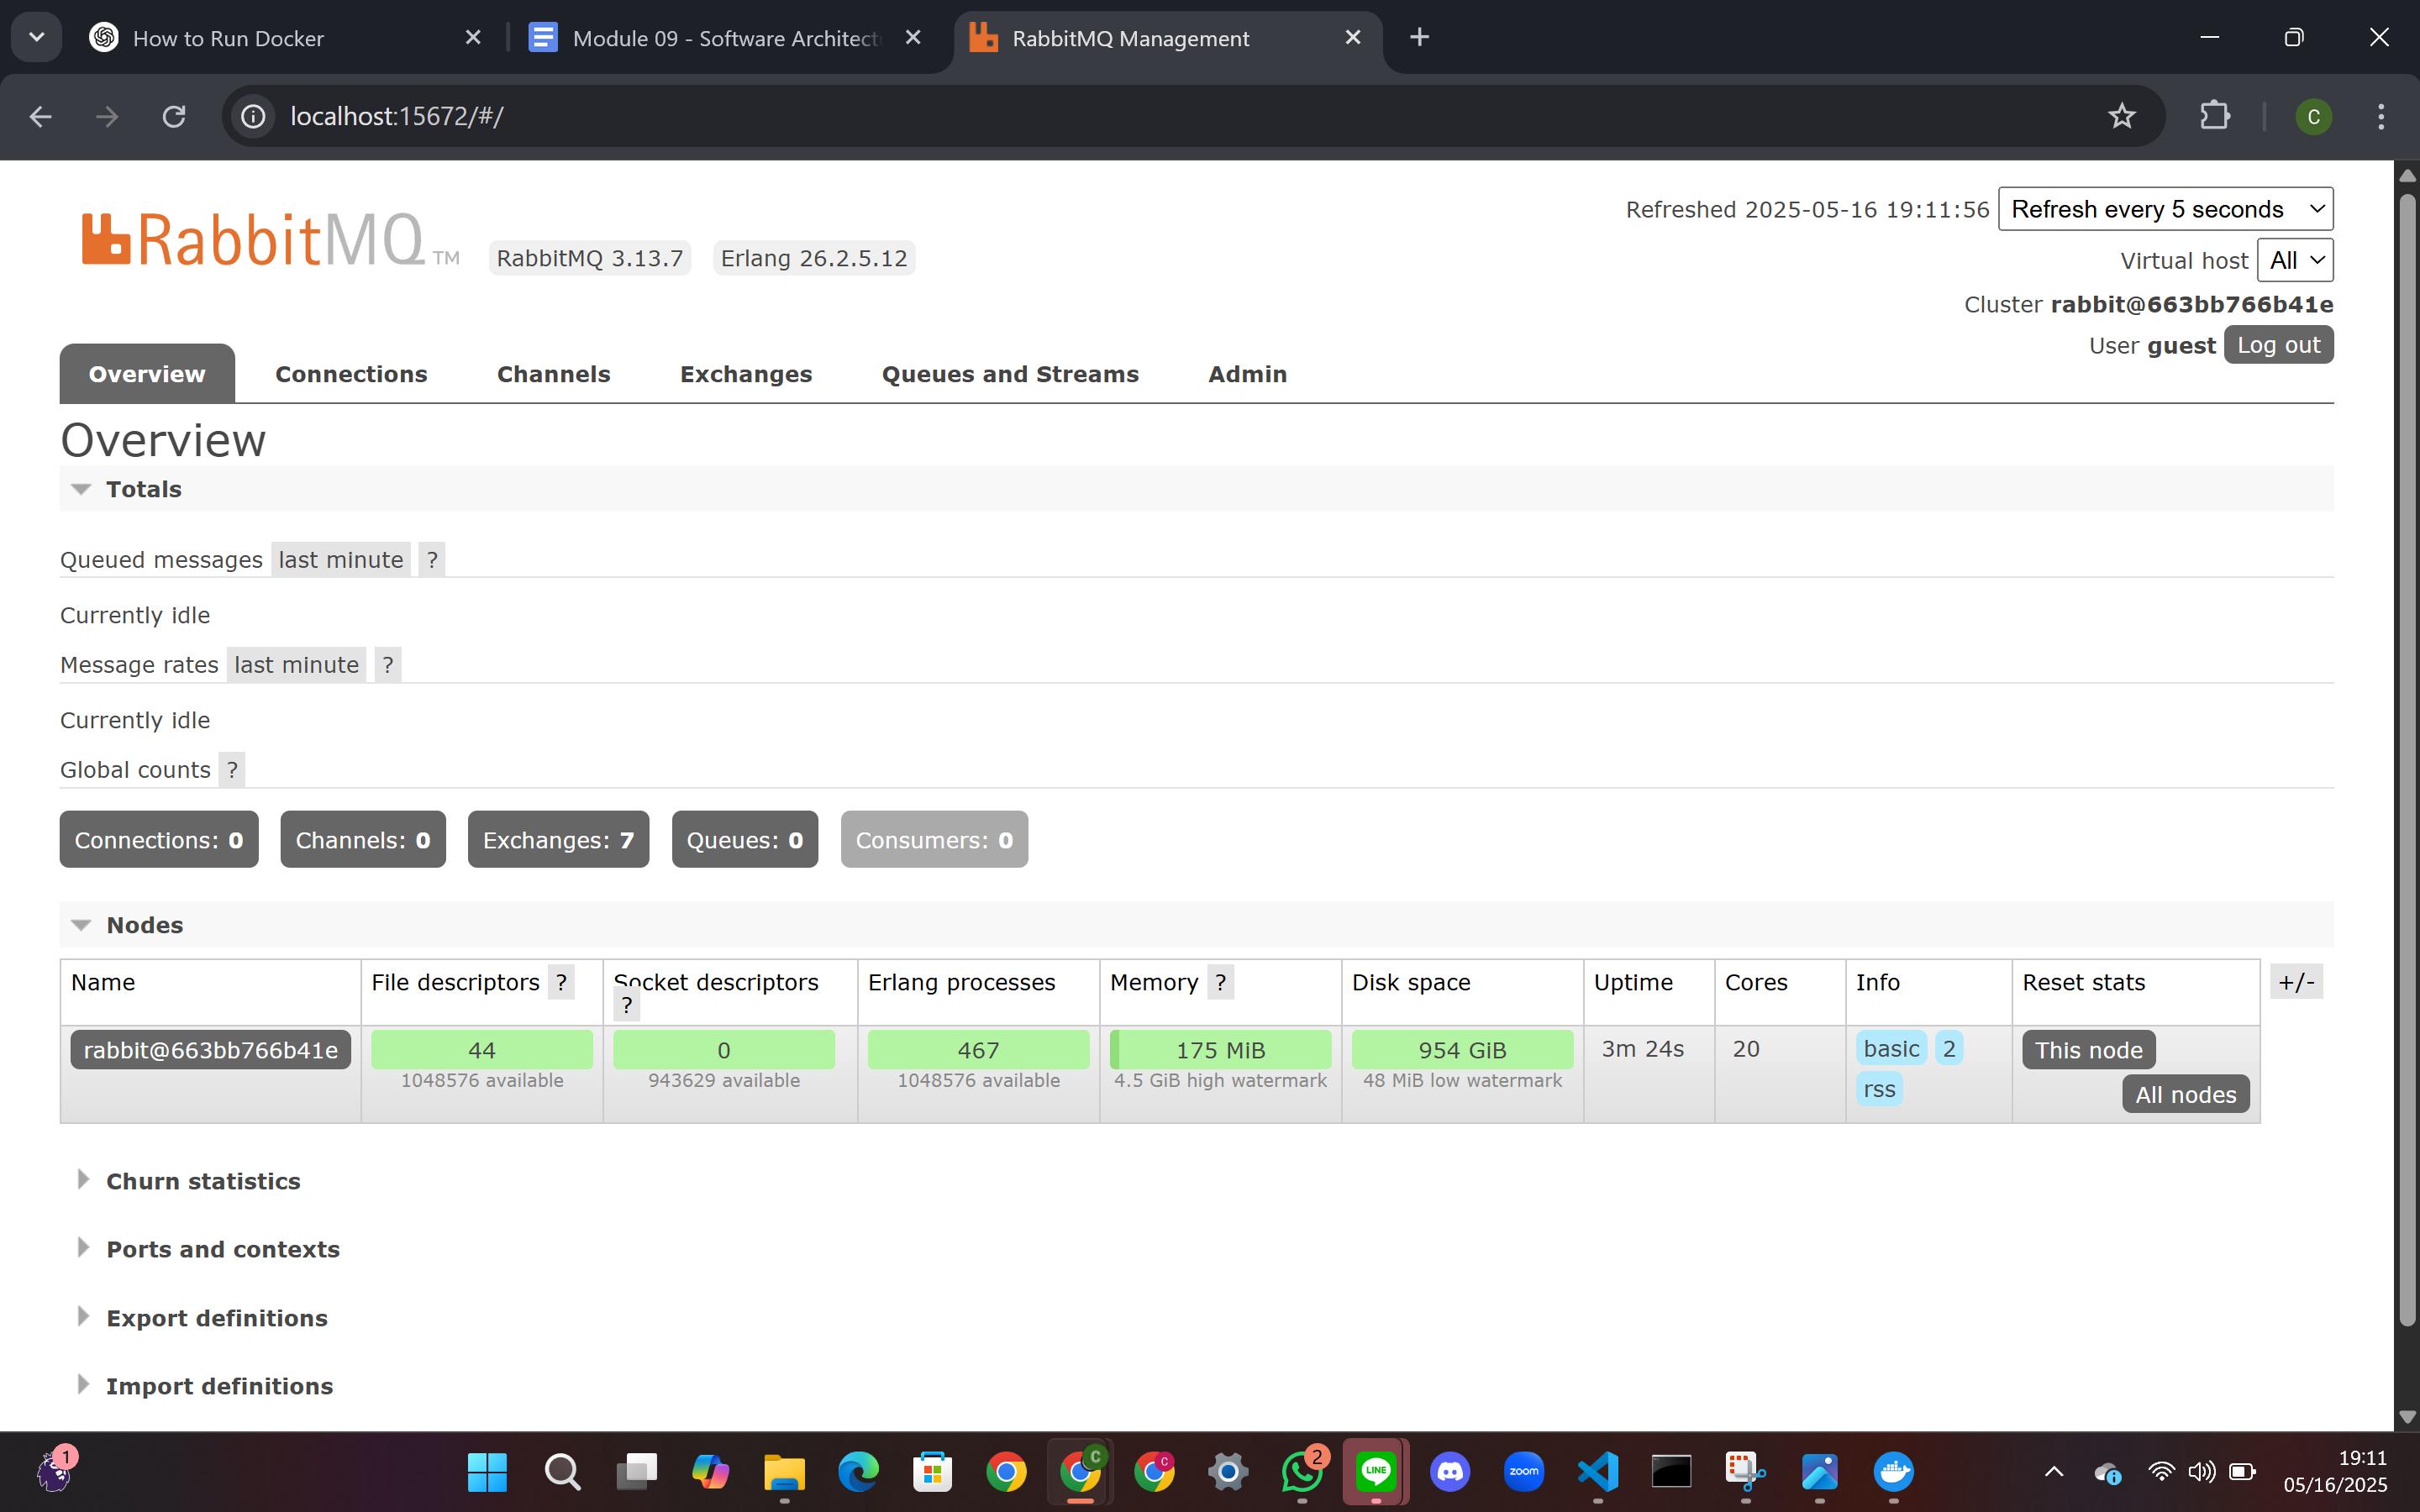 How to Run Docker
Module 09 - Software Architect
RabbitMQ Management
localhost:15672/#/
Refreshed 2025-05-16 19:11:56 Refresh every 5 seconds
RabbitMQ TM RabbitMQ 3.13.7 Erlang 26.2.5.12
Virtual host All
Cluster rabbit@663bb766b41e
User guest Log out
Overview Connections Channels Exchanges Queues and Streams Admin
Overview
Totals
Queued messages last minute ?
Currently idle
Message rates last minute ?
Currently idle
Global counts ?
Connections: 0 Channels: 0 Exchanges: 7 Queues: 0 Consumers: 0
Nodes
Name File descriptors ? Socket descriptors ? Erlang processes Memory ? Disk space Uptime Cores Info Reset stats +/-
rabbit@663bb766b41e 44 0 467 175 MiB 954 GiB 3m 24s 20 basic 2 This node
1048576 available 943629 available 1048576 available 4.5 GiB high watermark 48 MiB low watermark rss All nodes
Churn statistics
Ports and contexts
Export definitions
Import definitions
1
C
C
2
LINE
zoom
19:11
05/16/2025